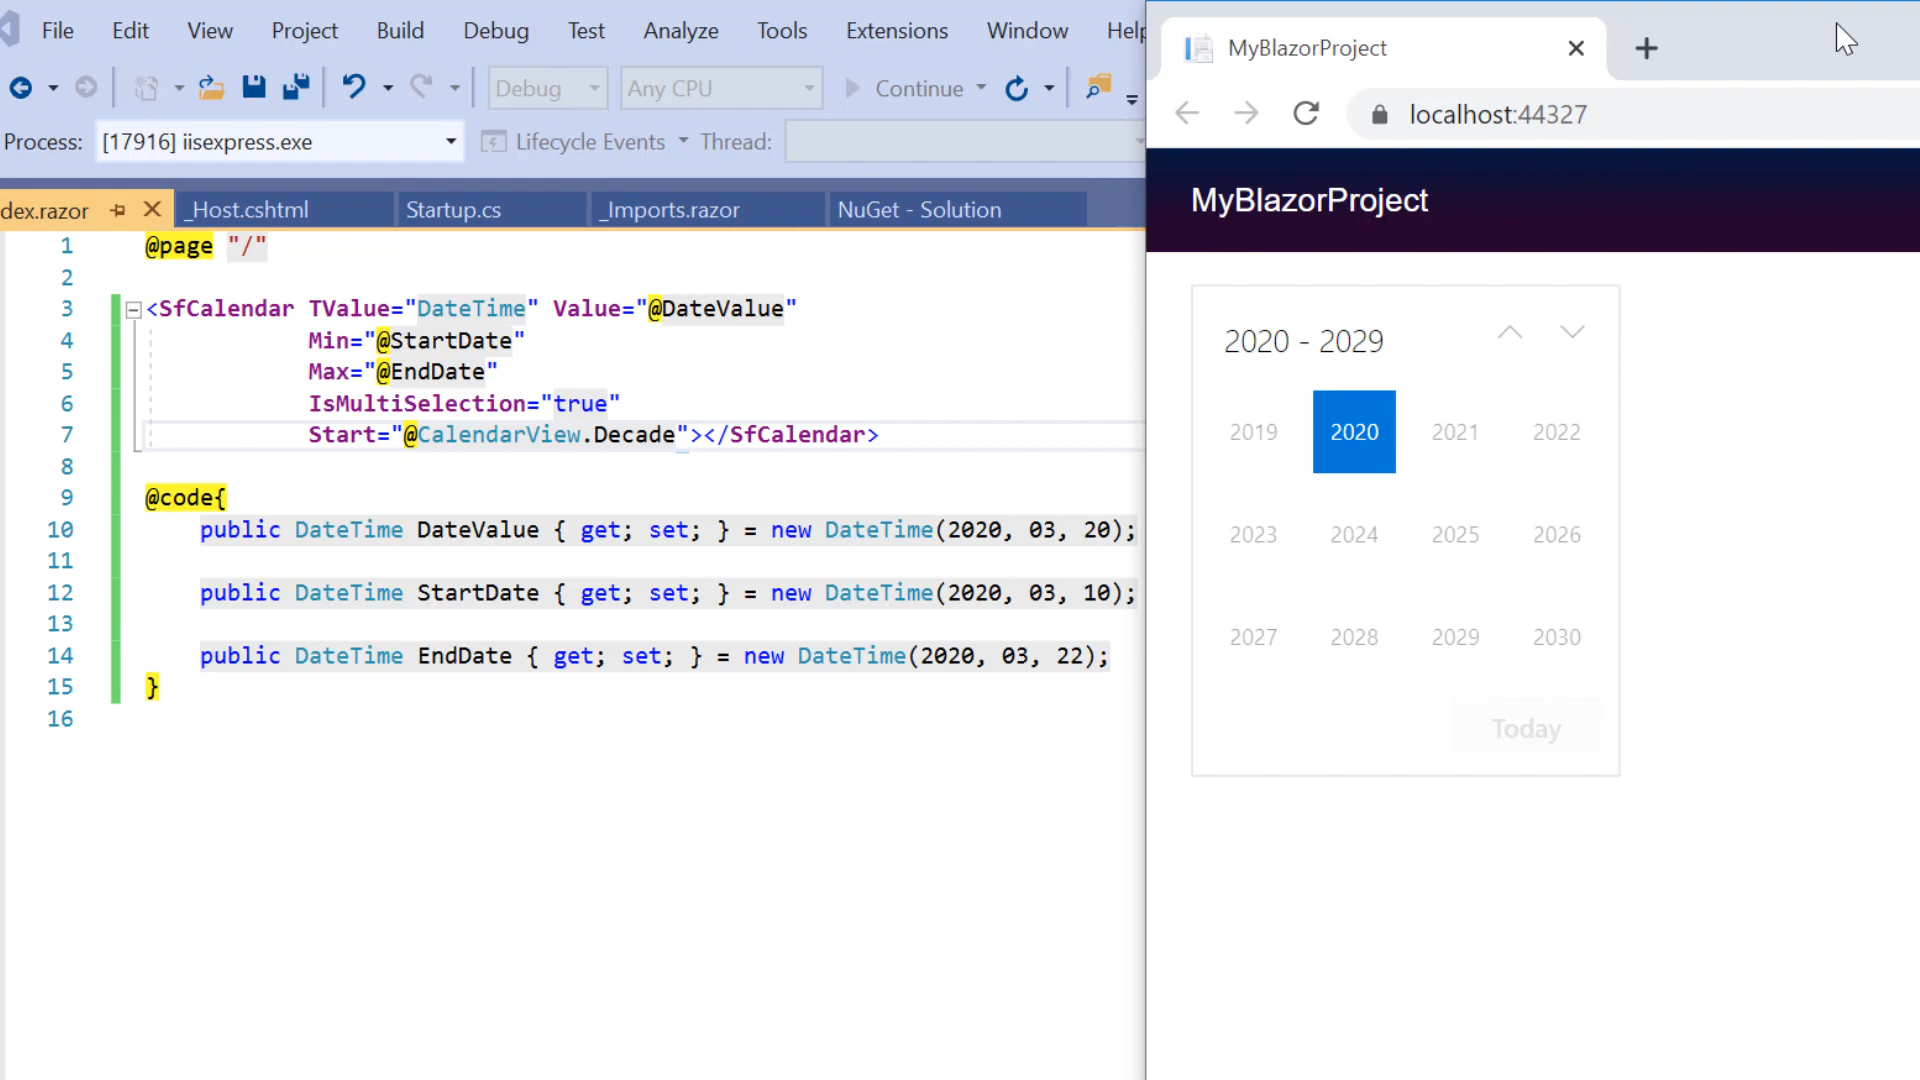 File Edit View Project Build Debug Test Analyze Tools Extensions Window Help
Debug Any CPU Continue
Process: [17916] iisexpress.exe Lifecycle Events Thread:
dex.razor _Host.cshtml Startup.cs _Imports.razor NuGet - Solution
1 @page "/"
2
3 <SfCalendar TValue="DateTime" Value="@DateValue"
4 Min="@StartDate"
5 Max="@EndDate"
6 IsMultiSelection="true"
7 Start="@CalendarView.Decade"></SfCalendar>
8
9 @code{
10 public DateTime DateValue { get; set; } = new DateTime(2020, 03, 20);
11
12 public DateTime StartDate { get; set; } = new DateTime(2020, 03, 10);
13
14 public DateTime EndDate { get; set; } = new DateTime(2020, 03, 22);
15 }
16
MyBlazorProject
localhost:44327
MyBlazorProject
2020 - 2029
2019 2020 2021 2022
2023 2024 2025 2026
2027 2028 2029 2030
Today